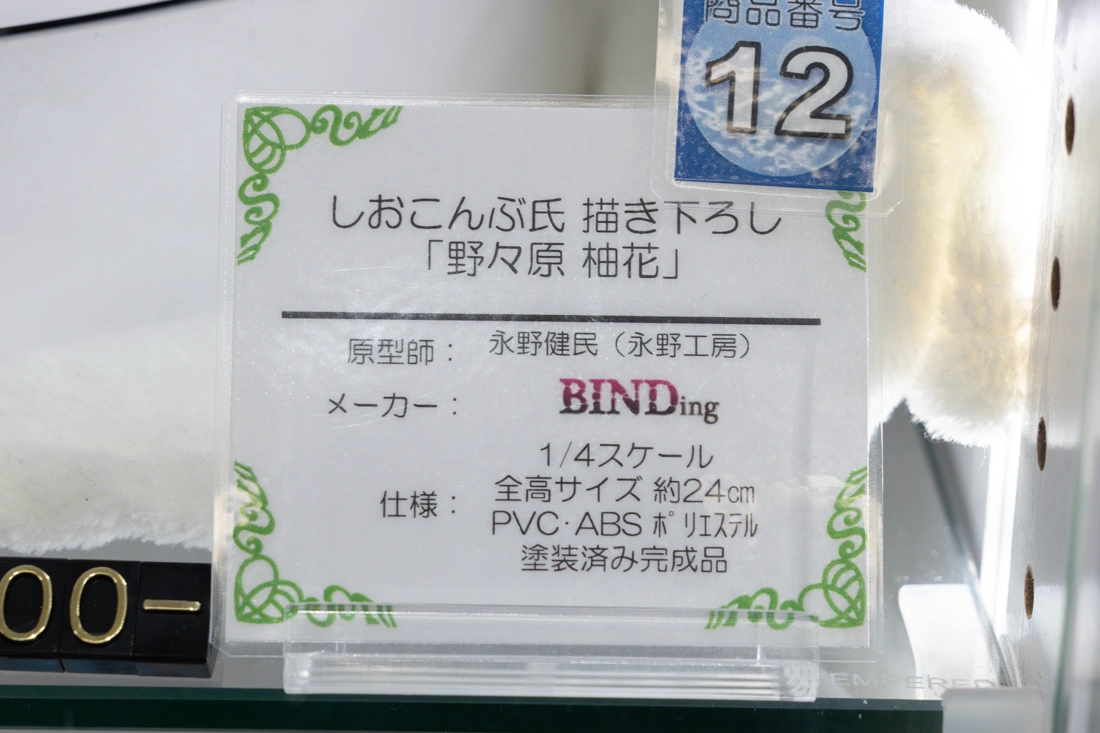 商品番号
12
しおこんぶ氏 描き下ろし
「野々原 柚花」
原型師： 永野健民（永野工房）
メーカー： BINDing
1/4スケール
仕様： 全高サイズ 約24cm
PVC･ABS ﾎﾟﾘｴｽﾃﾙ
塗装済み完成品
00-
TEMPERED